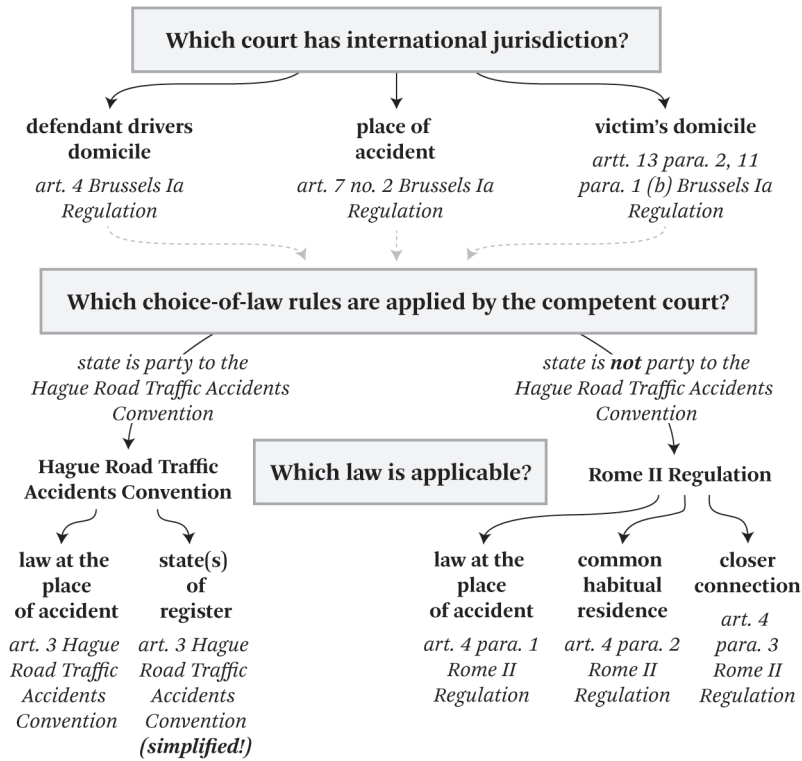 Which court has international jurisdiction?
defendant drivers
domicile
art. 4 Brussels Ia
Regulation
place of
accident
art. 7 no. 2 Brussels Ia
Regulation
victim's domicile
artt. 13 para. 2, 11
para. 1 (b) Brussels Ia
Regulation
Which choice-of-law rules are applied by the competent court?
state is party to the
Hague Road Traffic Accidents
Convention
state is not party to the
Hague Road Traffic Accidents
Convention
Hague Road Traffic
Accidents Convention
Which law is applicable?
Rome II Regulation
law at the
place
of accident
art. 3 Hague
Road Traffic
Accidents
Convention
state(s)
of
register
art. 3 Hague
Road Traffic
Accidents
Convention
(simplified!)
law at the
place
of accident
art. 4 para. 1
Rome II
Regulation
common
habitual
residence
art. 4 para. 2
Rome II
Regulation
closer
connection
art. 4
para. 3
Rome II
Regulation